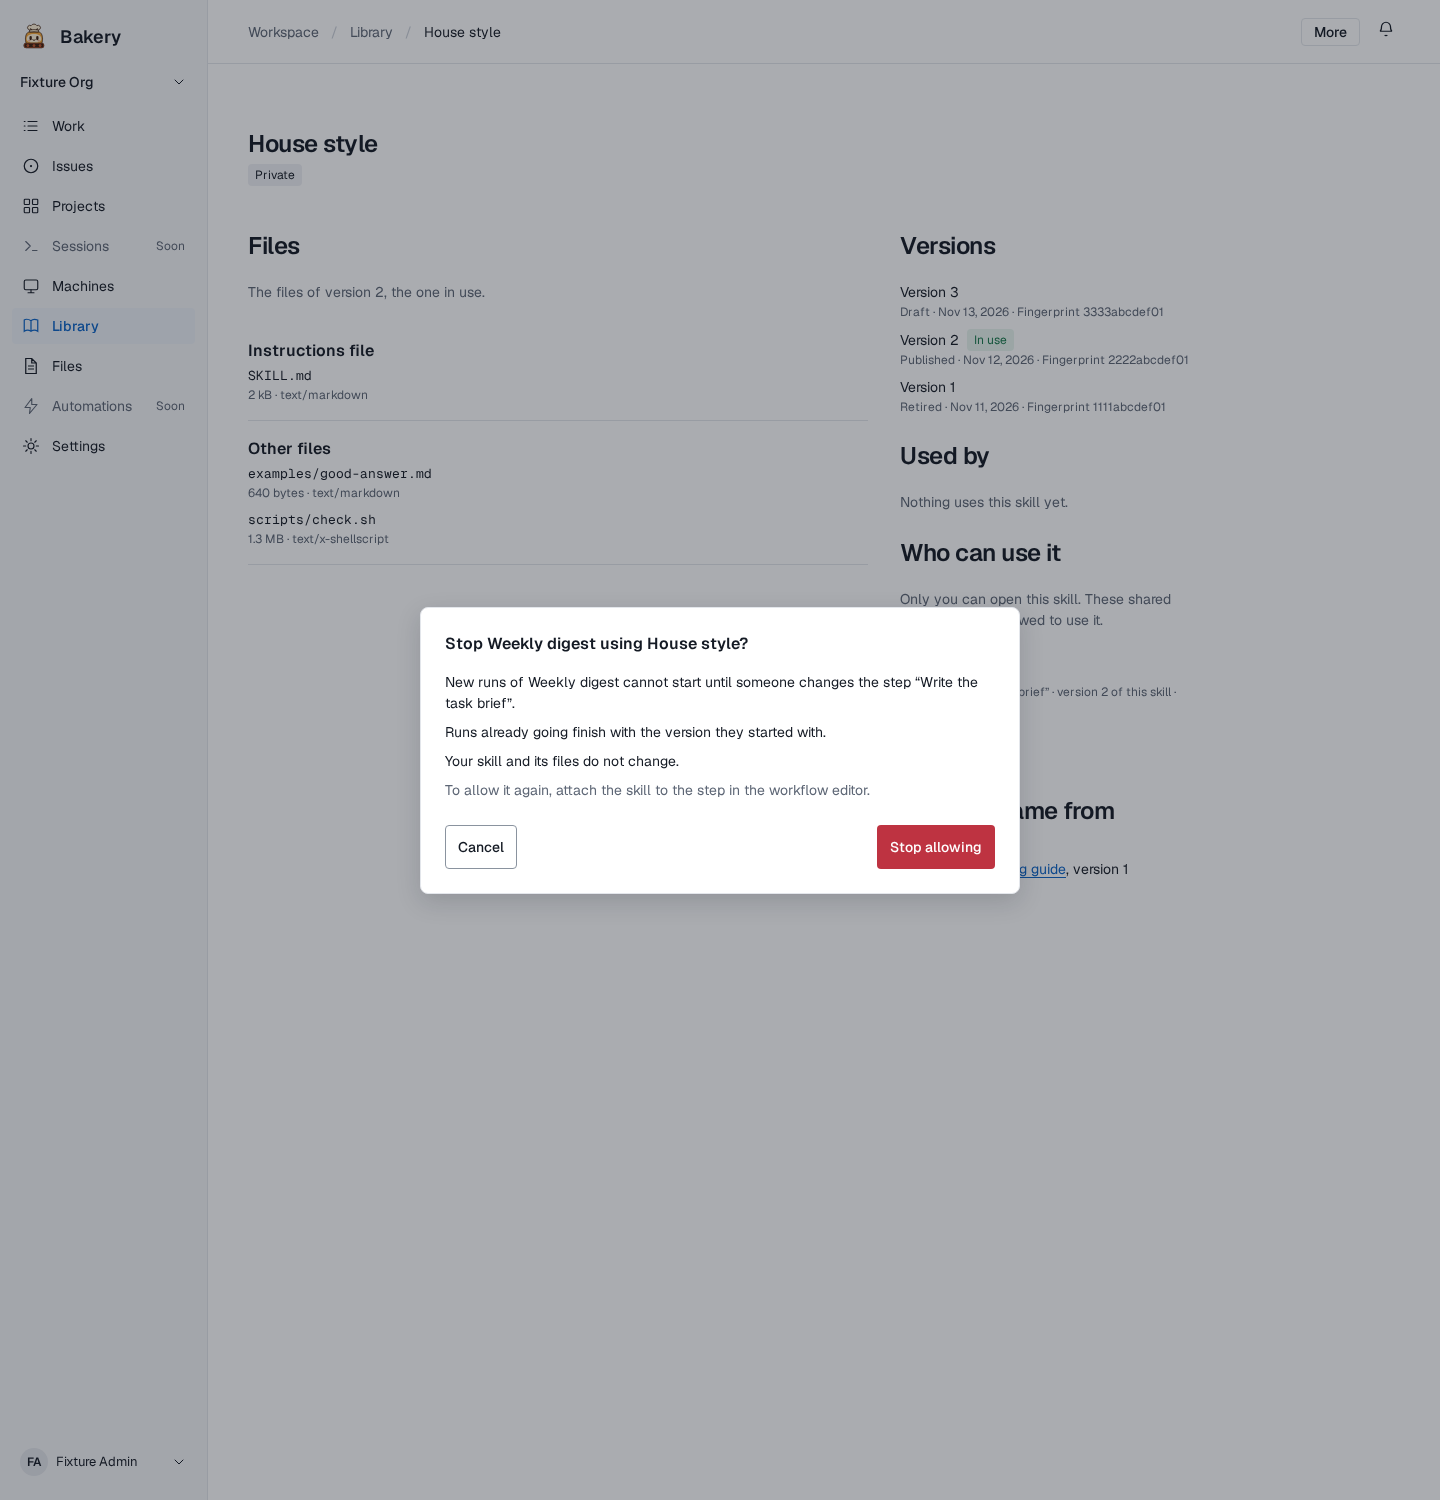 Bakery
Fixture Org
Work
Issues
Projects
Sessions Soon
Machines
Library
Files
Automations Soon
Settings
FA Fixture Admin
Workspace / Library / House style
More
House style
Private
Files
The files of version 2, the one in use.
Instructions file
SKILL.md
2 kB · text/markdown
Other files
examples/good-answer.md
640 bytes · text/markdown
scripts/check.sh
1.3 MB · text/x-shellscript
Versions
Version 3
Draft · Nov 13, 2026 · Fingerprint 3333abcdef01
Version 2 In use
Published · Nov 12, 2026 · Fingerprint 2222abcdef01
Version 1
Retired · Nov 11, 2026 · Fingerprint 1111abcdef01
Used by
Nothing uses this skill yet.
Who can use it
Only you can open this skill. These shared
to use it.
brief” · version 2 of this skill ·
from
guide, version 1
Stop Weekly digest using House style?
New runs of Weekly digest cannot start until someone changes the step “Write the
task brief”.
Runs already going finish with the version they started with.
Your skill and its files do not change.
To allow it again, attach the skill to the step in the workflow editor.
Cancel
Stop allowing